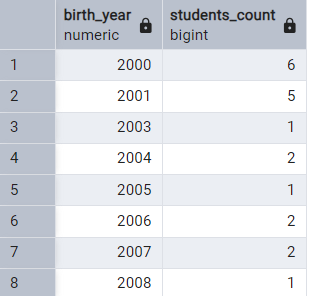 birth_year students_count
numeric bigint
1 2000 6
2 2001 5
3 2003 1
4 2004 2
5 2005 1
6 2006 2
7 2007 2
8 2008 1